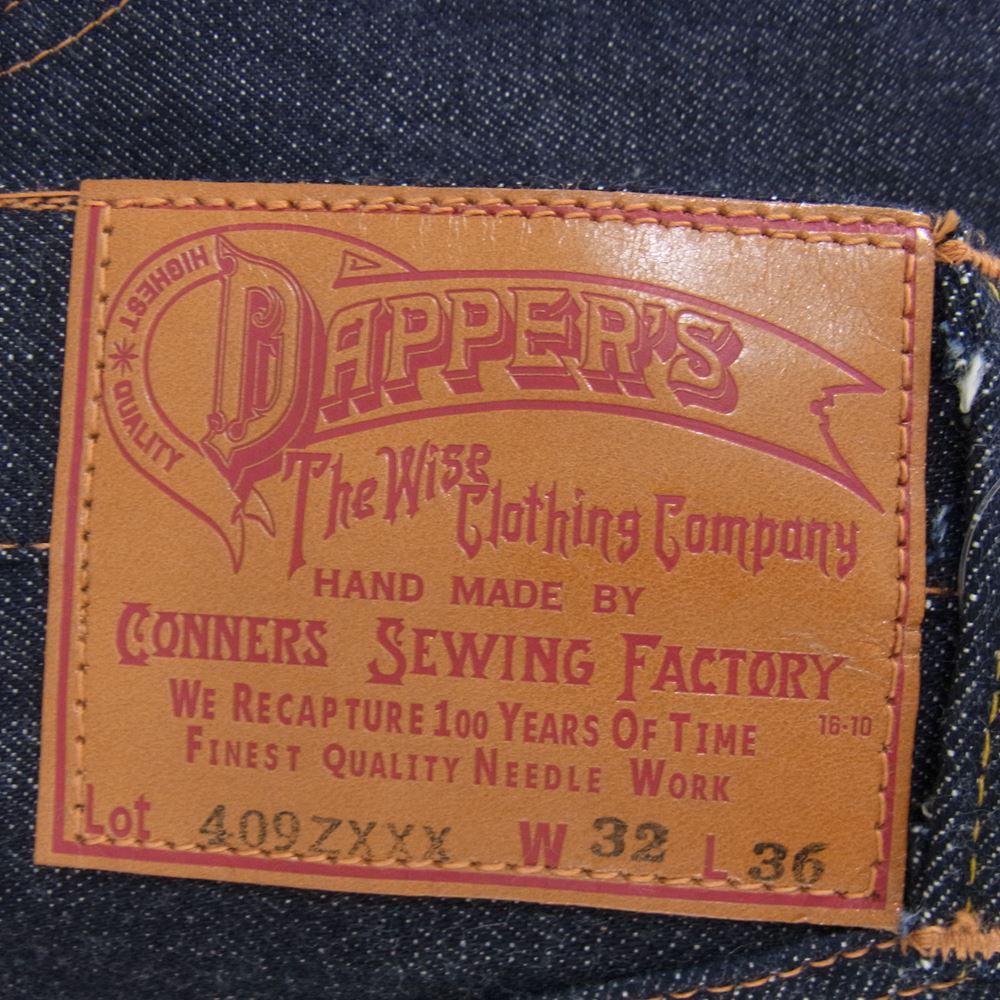 HIGHEST * QUALITY
DAPPER'S
The Wise
Clothing Company
HAND MADE BY
CONNERS SEWING FACTORY
WE RECAPTURE 100 YEARS OF TIME
16-10
FINEST QUALITY NEEDLE WORK
Lot 409ZXXX W 32 L 36